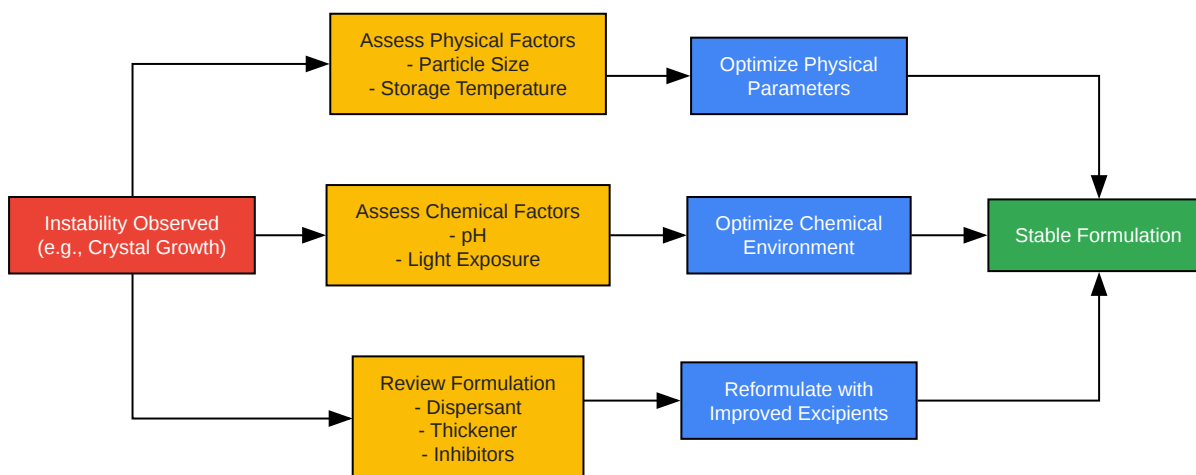 Assess Physical Factors
- Particle Size
- Storage Temperature
Optimize Physical
Parameters
Instability Observed
(e.g., Crystal Growth)
Assess Chemical Factors
- pH
- Light Exposure
Optimize Chemical
Environment
Stable Formulation
Review Formulation
- Dispersant
- Thickener
- Inhibitors
Reformulate with
Improved Excipients